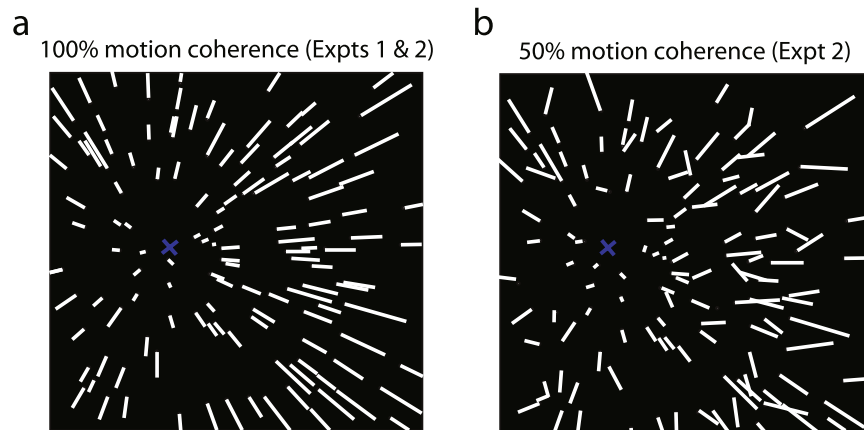 a
100% motion coherence (Expts 1 & 2)
b
50% motion coherence (Expt 2)